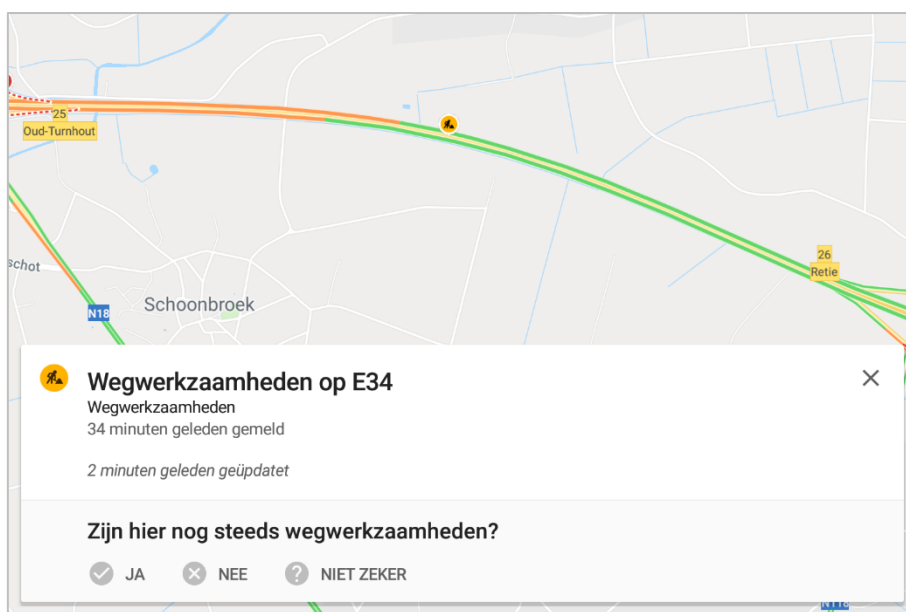 25
Oud-Turnhout
26
Retie
schot
Schoonbroek
N18
Wegwerkzaamheden op E34
Wegwerkzaamheden
34 minuten geleden gemeld
2 minuten geleden geüpdatet
Zijn hier nog steeds wegwerkzaamheden?
JA NEE NIET ZEKER
N118